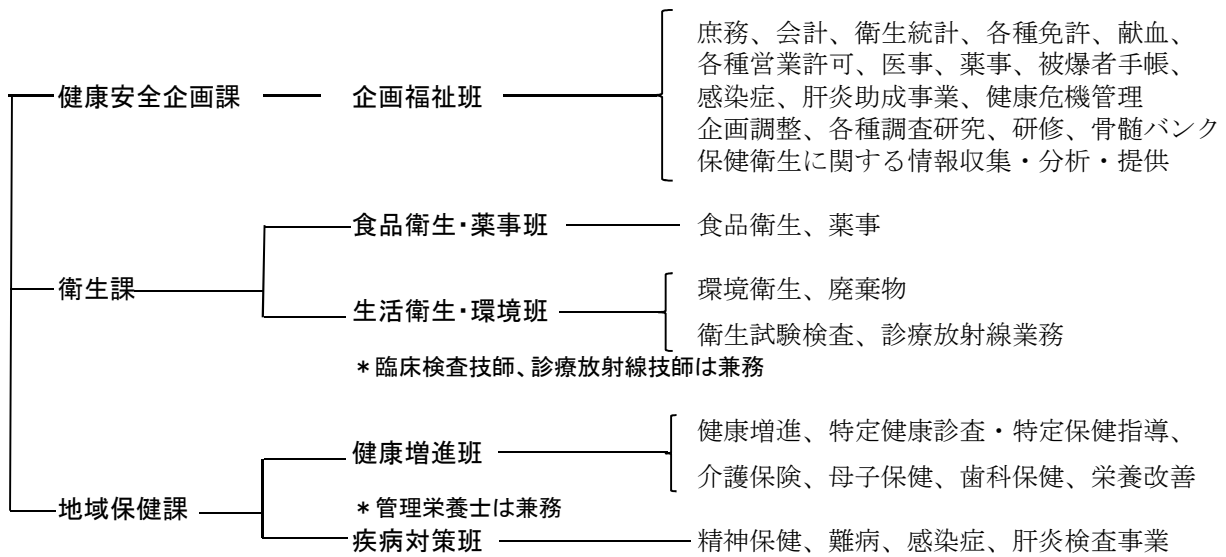 健康安全企画課
企画福祉班
庶務、会計、衛生統計、各種免許、献血、
各種営業許可、医事、薬事、被爆者手帳、
感染症、肝炎助成事業、健康危機管理
企画調整、各種調査研究、研修、骨髄バンク
保健衛生に関する情報収集・分析・提供
衛生課
食品衛生・薬事班
食品衛生、薬事
生活衛生・環境班
環境衛生、廃棄物
衛生試験検査、診療放射線業務
＊臨床検査技師、診療放射線技師は兼務
地域保健課
健康増進班
健康増進、特定健康診査・特定保健指導、
介護保険、母子保健、歯科保健、栄養改善
＊管理栄養士は兼務
疾病対策班
精神保健、難病、感染症、肝炎検査事業